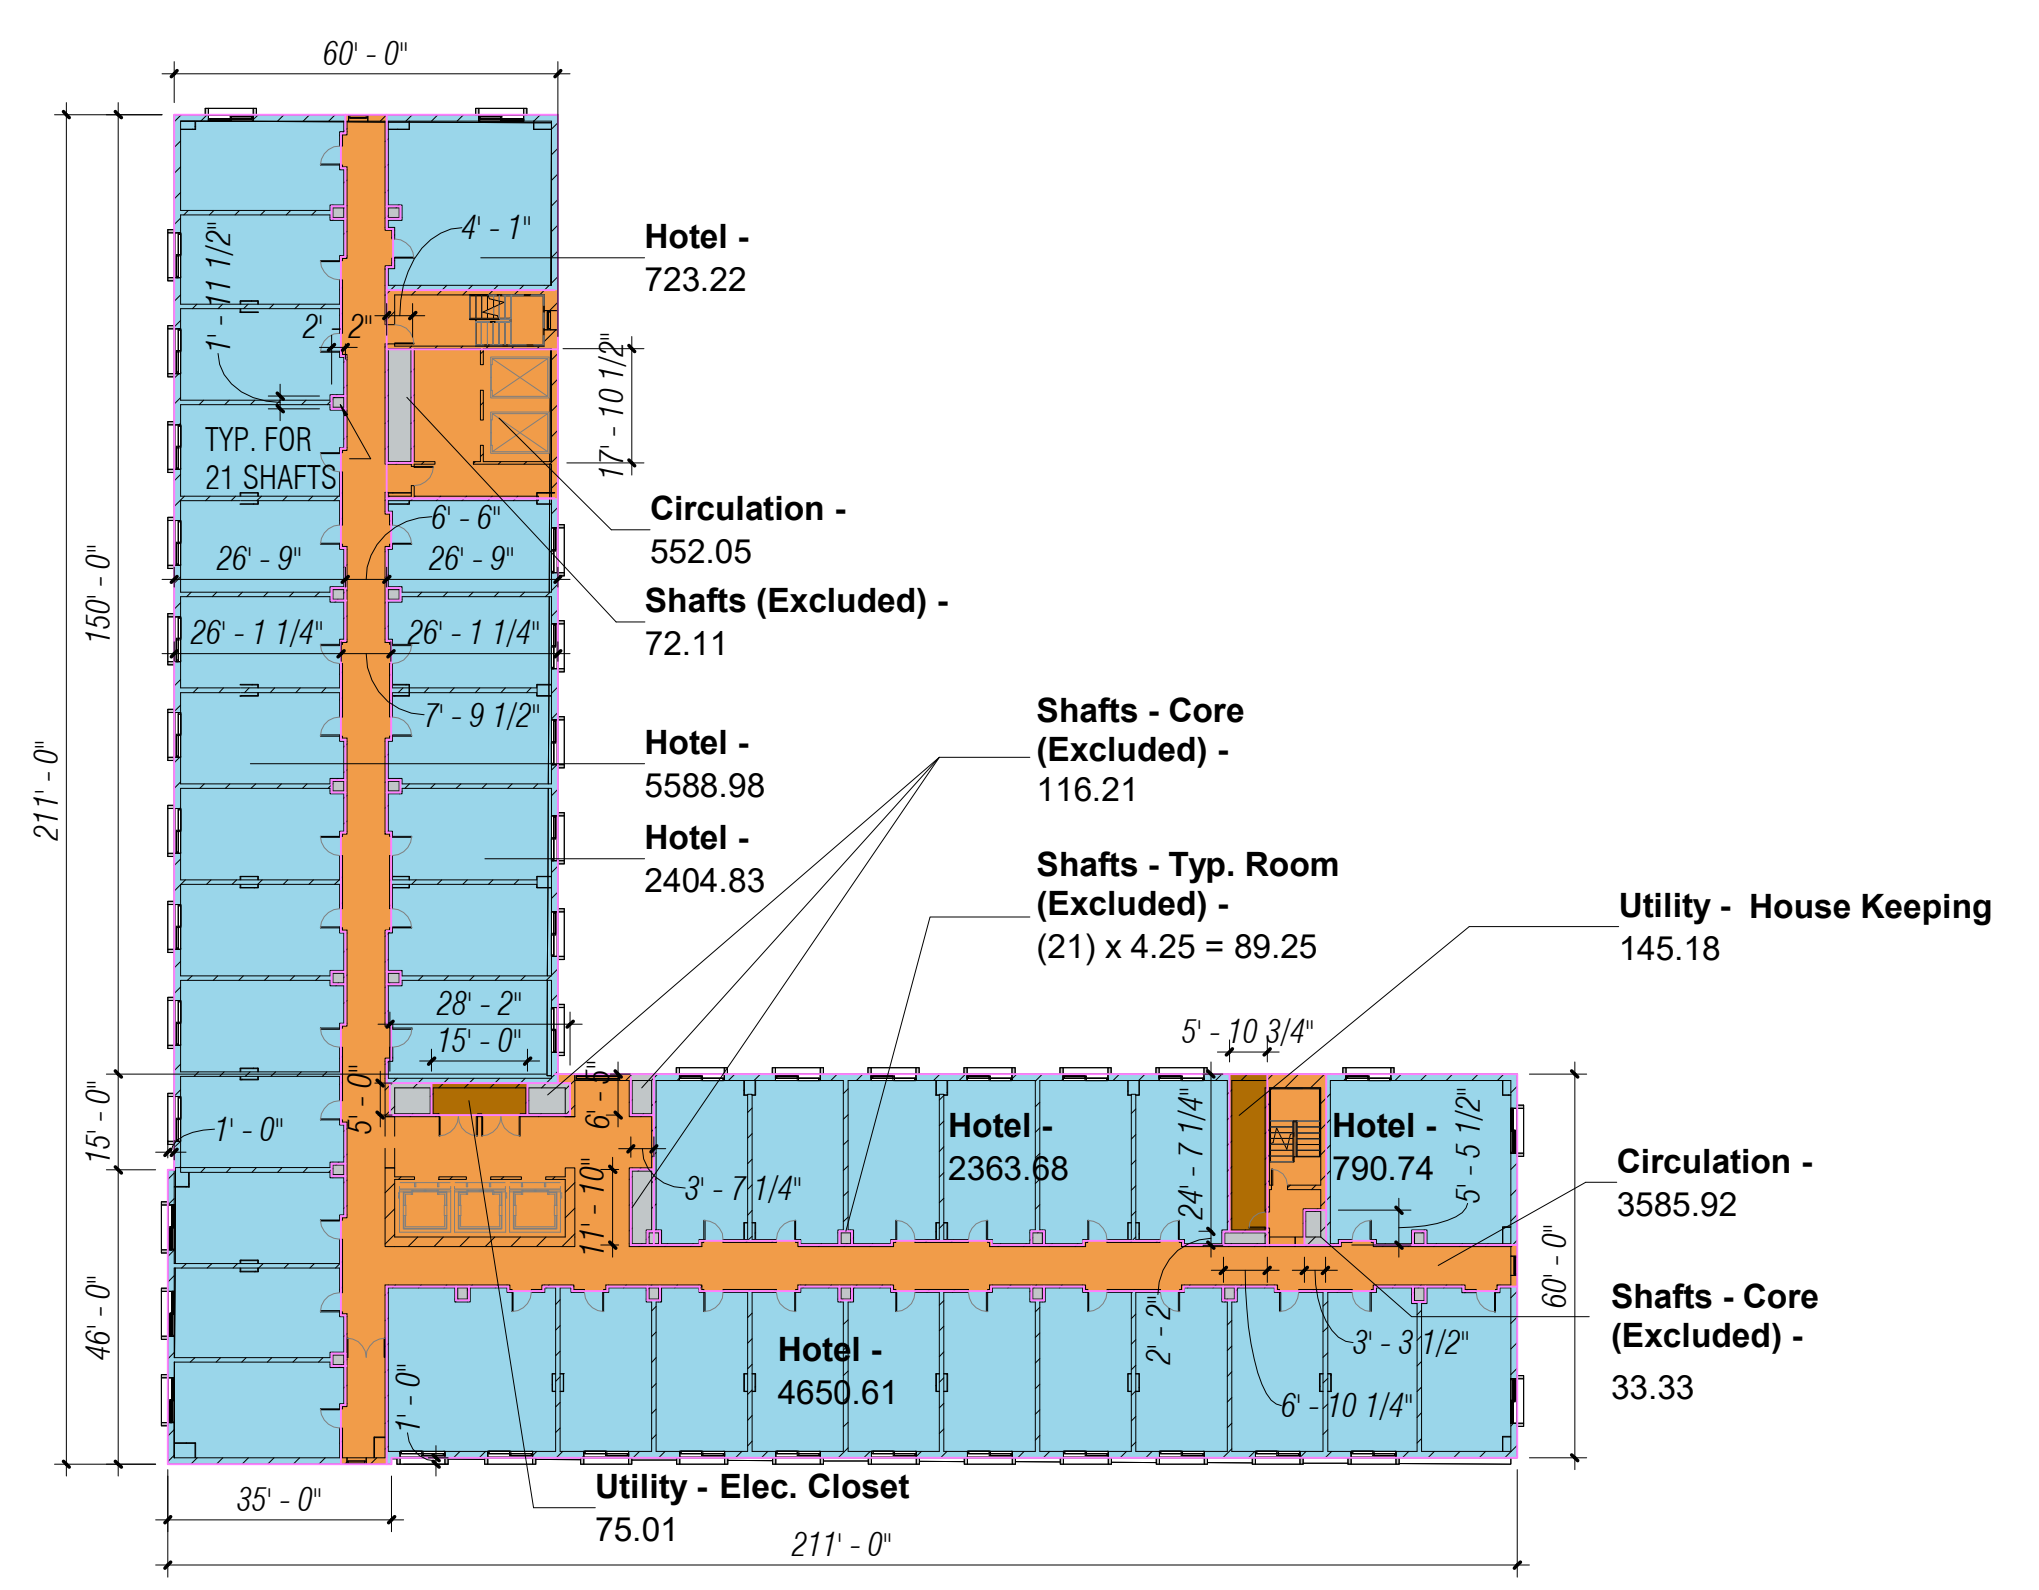 60' - 0"
Hotel -
723.22
4' - 1"
1' - 11 1/2"
2' - 2"
17' - 10 1/2"
TYP. FOR
21 SHAFTS
Circulation -
552.05
6' - 6"
26' - 9"
26' - 9"
Shafts (Excluded) -
72.11
150' - 0"
26' - 1 1/4"
26' - 1 1/4"
7' - 9 1/2"
211' - 0"
Hotel -
5588.98
Hotel -
2404.83
Shafts - Core
(Excluded) -
116.21
Shafts - Typ. Room
(Excluded) -
(21) x 4.25 = 89.25
Utility - House Keeping
145.18
28' - 2"
15' - 0"
5' - 10 3/4"
15' - 0"
1' - 0"
5' - 0"
6' - 5"
Hotel -
2363.68
24' - 7 1/4"
Hotel -
790.74
5' - 5 1/2"
3' - 7 1/4"
11' - 10"
Circulation -
3585.92
60' - 0"
46' - 0"
Hotel -
4650.61
2' - 2"
3' - 3 1/2"
6' - 10 1/4"
Shafts - Core
(Excluded) -
33.33
1' - 0"
35' - 0"
Utility - Elec. Closet
75.01
211' - 0"